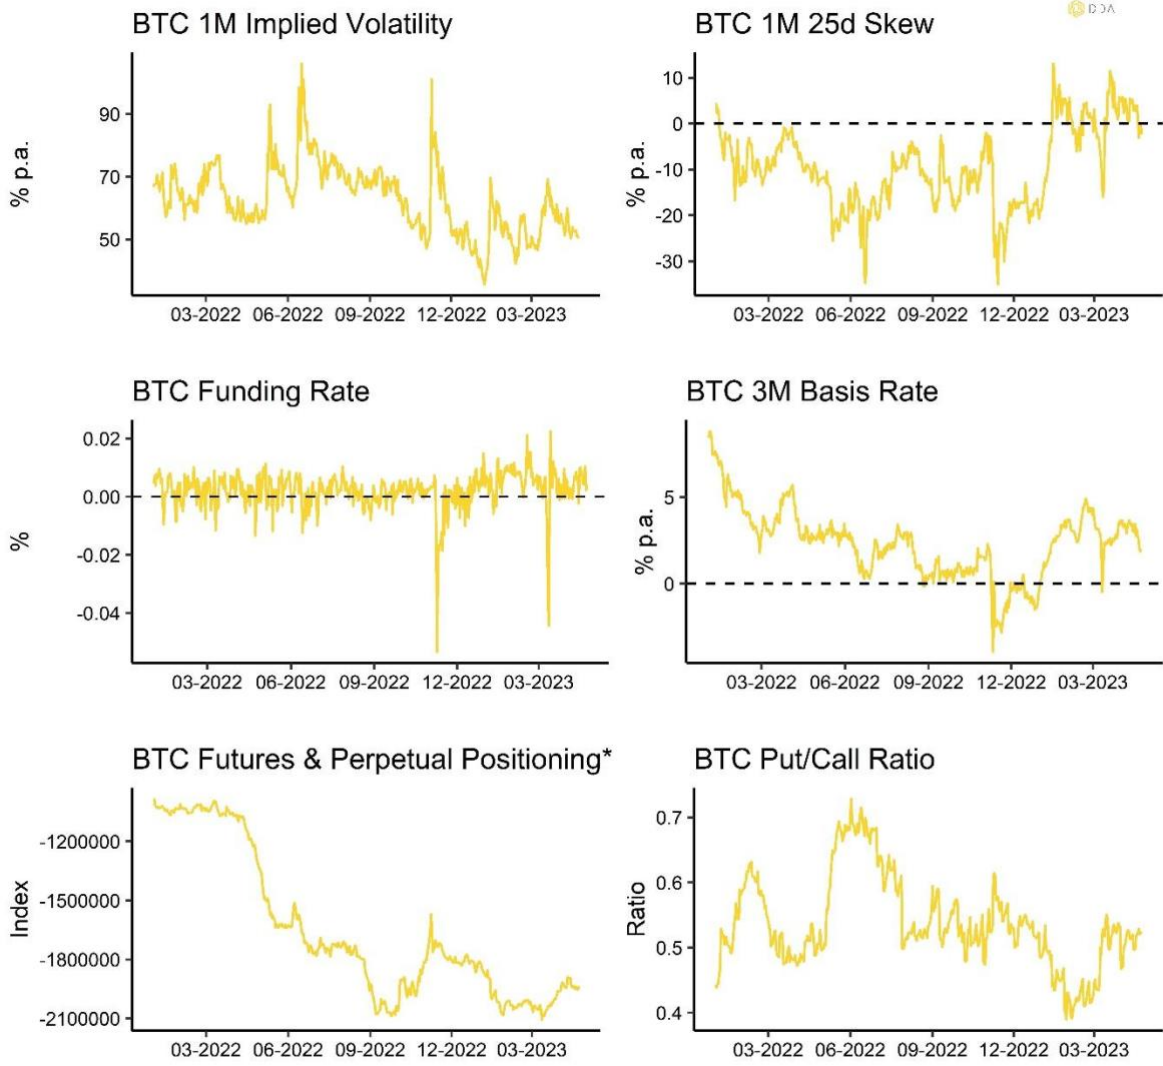 DDA
BTC 1M Implied Volatility
% p.a.
90
70
50
03-2022 06-2022 09-2022 12-2022 03-2023
BTC 1M 25d Skew
% p.a.
10
0
-10
-20
-30
03-2022 06-2022 09-2022 12-2022 03-2023
BTC Funding Rate
%
0.02
0.00
-0.02
-0.04
03-2022 06-2022 09-2022 12-2022 03-2023
BTC 3M Basis Rate
% p.a.
5
0
03-2022 06-2022 09-2022 12-2022 03-2023
BTC Futures & Perpetual Positioning*
Index
-1200000
-1500000
-1800000
-2100000
03-2022 06-2022 09-2022 12-2022 03-2023
BTC Put/Call Ratio
Ratio
0.7
0.6
0.5
0.4
03-2022 06-2022 09-2022 12-2022 03-2023